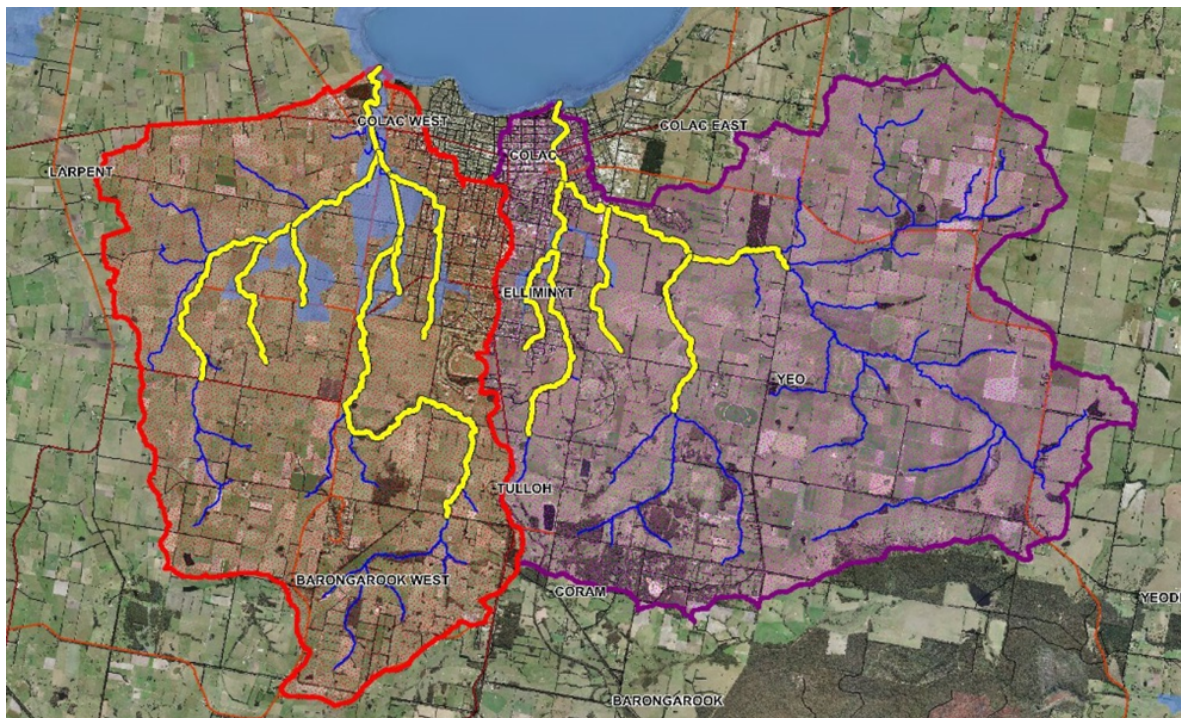 COLAC WEST
COLAC EAST
COLAC
LARPENT
ELLIMINYT
YEO
TULLOH
BARONGAROOK WEST
CORAM
BARONGAROOK